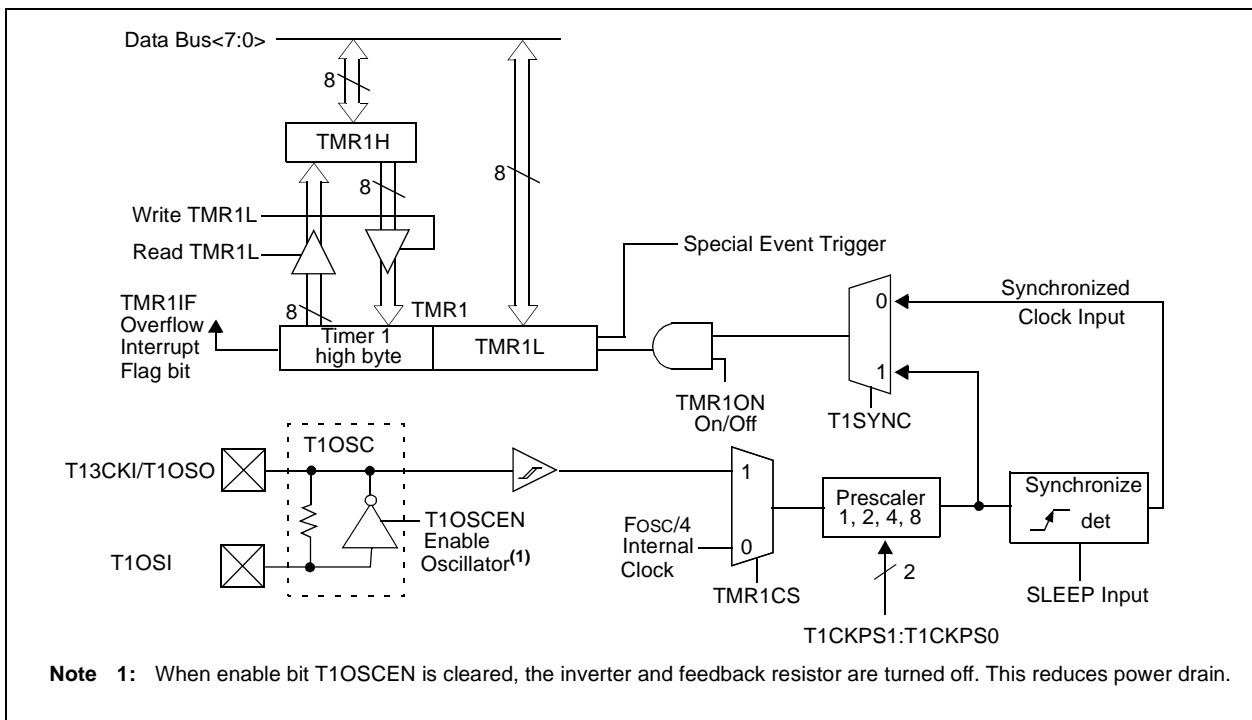 Data Bus<7:0>
8
TMR1H
8
8
Write TMR1L
Read TMR1L
Special Event Trigger
TMR1IF
Overflow
Interrupt
Flag bit
8
TMR1
Timer 1
high byte
TMR1L
0
1
Synchronized
Clock Input
TMR1ON
On/Off
T1SYNC
T1OSC
T13CKI/T1OSO
T1OSI
T1OSCEN
Enable
Oscillator(1)
1
FOSC/4
Internal
Clock
0
TMR1CS
Prescaler
1, 2, 4, 8
2
T1CKPS1:T1CKPS0
Synchronize
det
SLEEP Input
Note 1: When enable bit T1OSCEN is cleared, the inverter and feedback resistor are turned off. This reduces power drain.